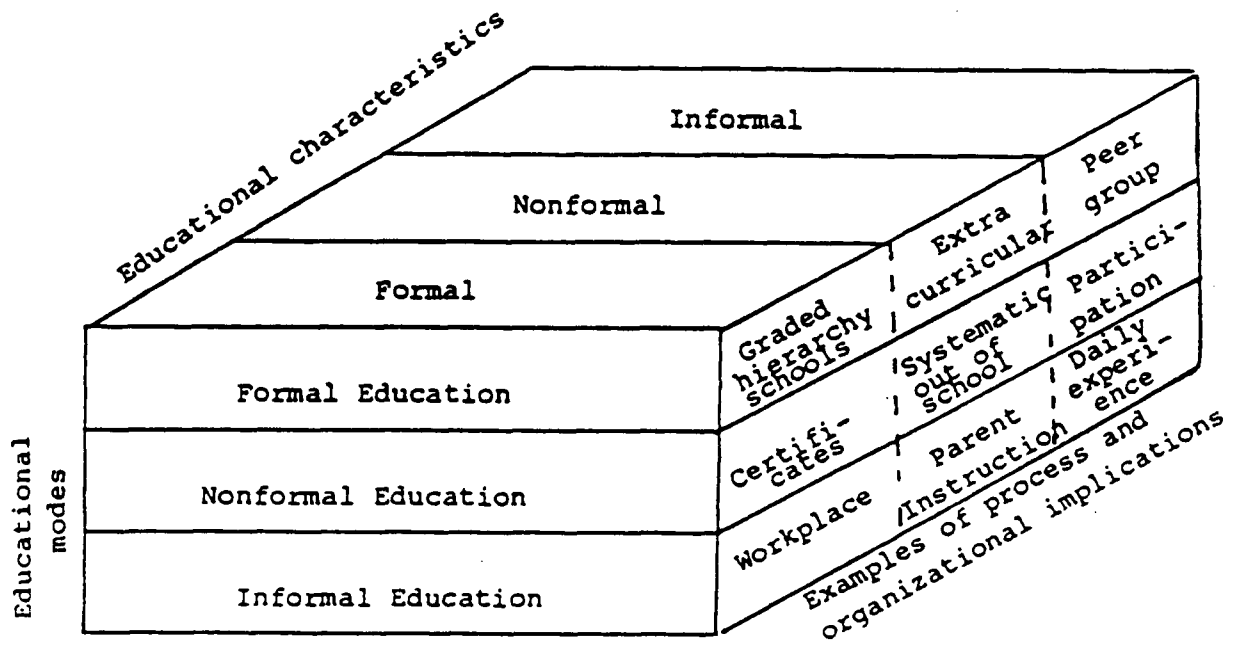 Educational characteristics
Informal
Nonformal
Formal
Educational
modes
Formal Education
Nonformal Education
Informal Education
Graded
hierarchy
schools
Extra
curricular
Peer
group
Certifi-
cates
Systematic
out of
school
Partici-
pation
Workplace
Parent
Instruction
Daily
experi-
ence
Examples of process and
organizational implications